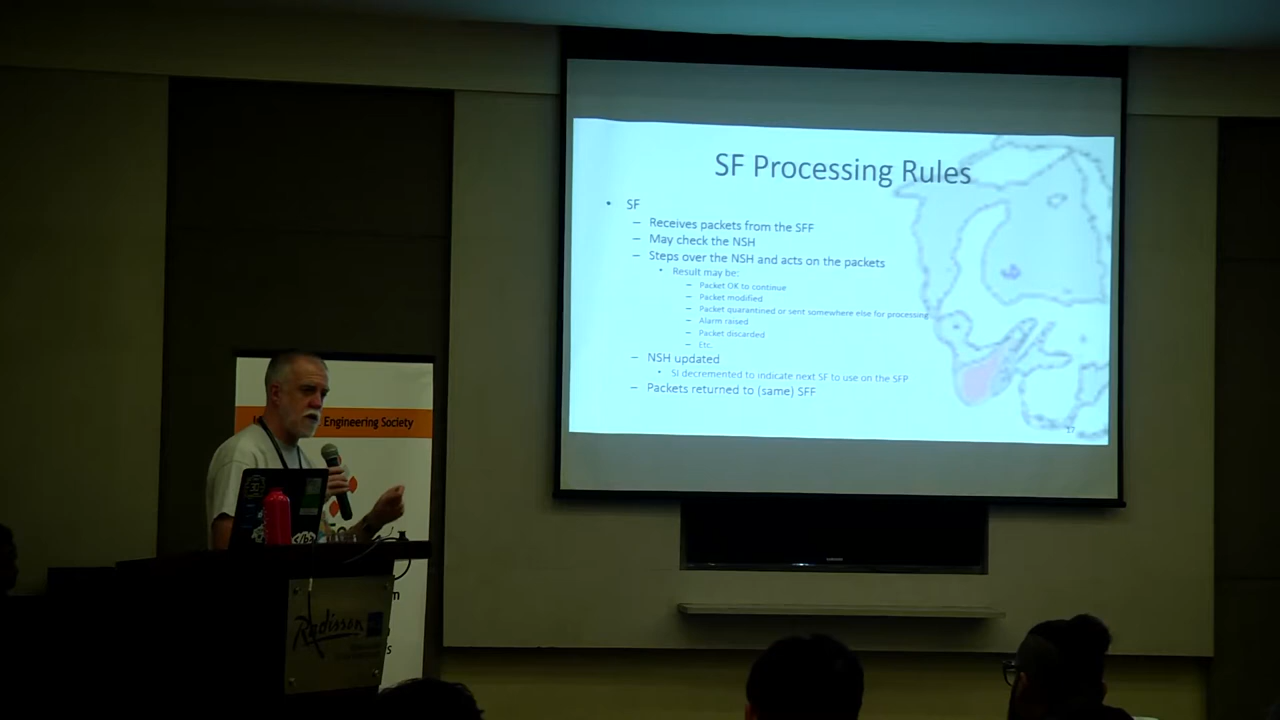 SF Processing Rules
• SF
– Receives packets from the SFF
– May check the NSH
– Steps over the NSH and acts on the packets
• Result may be:
– Packet OK to continue
– Packet modified
– Packet quarantined or sent somewhere else for processing
– Alarm raised
– Packet discarded
– Etc.
– NSH updated
• SI decremented to indicate next SF to use on the SFP
– Packets returned to (same) SFF
17
Engineering Society
Radisson